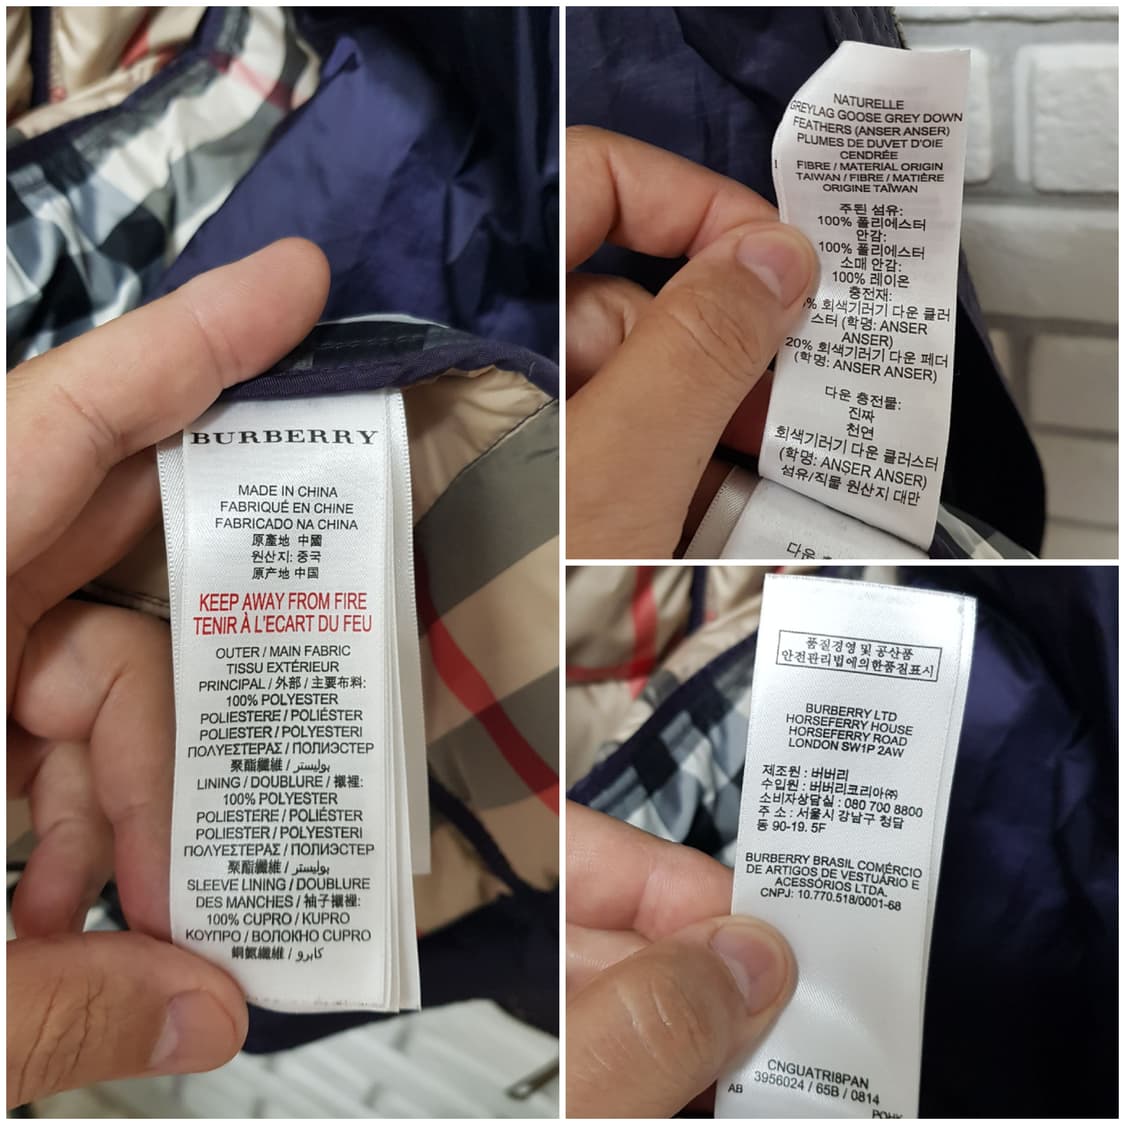 BURBERRY
MADE IN CHINA
FABRIQUÉ EN CHINE
FABRICADO NA CHINA
原產地 中國
원산지: 중국
原产地 中国
KEEP AWAY FROM FIRE
TENIR À L'ECART DU FEU
OUTER / MAIN FABRIC
TISSU EXTÉRIEUR
PRINCIPAL / 外部 / 主要布料:
100% POLYESTER
POLIESTERE / POLIÉSTER
POLYESTER / POLYESTERI
ΠΟΛΥΕΣΤΕΡΑΣ / ПОЛИЭСТЕР
聚酯纖維 / بوليستر
LINING / DOUBLURE / 襯裡:
100% POLYESTER
POLIESTERE / POLIÉSTER
POLYESTER / POLYESTERI
ΠΟΛΥΕΣΤΕΡΑΣ / ПОЛИЭСТЕР
聚酯纖維 / بوليستر
SLEEVE LINING / DOUBLURE
DES MANCHES / 袖子襯裡:
100% CUPRO / KUPRO
ΚΟΥΠΡΟ / ВОЛОКНО CUPRO
銅氨纖維 / كابرو
NATURELLE
GREYLAG GOOSE GREY DOWN
FEATHERS (ANSER ANSER)
PLUMES DE DUVET D'OIE
CENDRÉE
FIBRE / MATERIAL ORIGIN
TAIWAN / FIBRE / MATIÈRE
ORIGINE TAÏWAN
주된 섬유:
100% 폴리에스터
안감:
100% 폴리에스터
소매 안감:
100% 레이온
충전재:
% 회색기러기 다운 클러
스터 (학명: ANSER
ANSER)
20% 회색기러기 다운 페더
(학명: ANSER ANSER)
다운 충전물:
진짜
천연
회색기러기 다운 클러스터
(학명: ANSER ANSER)
섬유/직물 원산지 대만
다운
품질경영 및 공산품
안전관리법에의한품질표시
BURBERRY LTD
HORSEFERRY HOUSE
HORSEFERRY ROAD
LONDON SW1P 2AW
제조원 : 버버리
수입원 : 버버리코리아㈜
소비자상담실 : 080 700 8800
주 소 : 서울시 강남구 청담
동 90-19. 5F
BURBERRY BRASIL COMÉRCIO
DE ARTIGOS DE VESTUÁRIO E
ACESSÓRIOS LTDA.
CNPJ: 10.770.518/0001-68
CNGUATRI8PAN
3956024 / 65B / 0814
AB